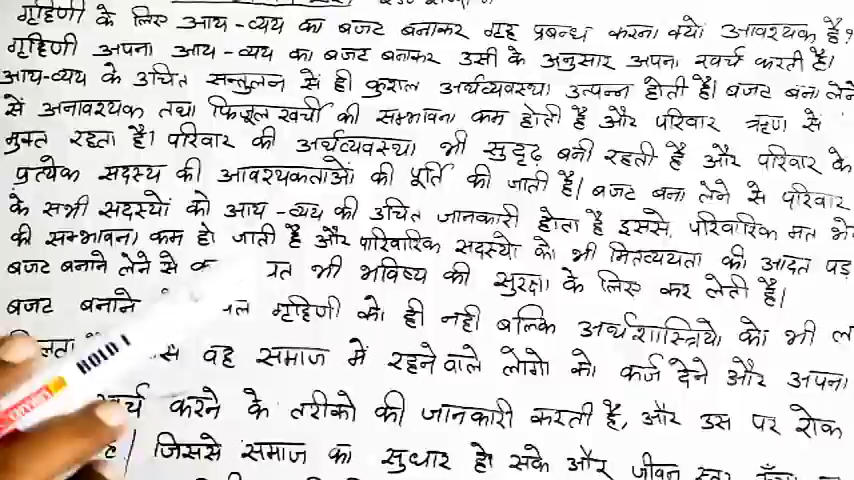 गृहिणी के लिए आय-व्यय का बजट बनाकर गृह प्रबन्ध करना क्यों आवश्यक है?
गृहिणी अपना आय-व्यय का बजट बनाकर उसी के अनुसार अपना खर्च करती है।
आय-व्यय के उचित सन्तुलन से ही कुशल अर्थव्यवस्था उत्पन्न होती है। बजट बना लेने
से अनावश्यक तथा फिजूल खर्ची की सम्भावना कम होती है और परिवार ऋण से
मुक्त रहता है। परिवार की अर्थव्यवस्था भी सुदृढ़ बनी रहती है और परिवार के
प्रत्येक सदस्य की आवश्यकताओं की पूर्ति की जाती है। बजट बना लेने से परिवार
के सभी सदस्यों को आय-व्यय की उचित जानकारी होता है इससे परिवारिक मत
की सम्भावना कम हो जाती है और पारिवारिक सदस्यो को भी मितव्ययता की आदत पड़
बजट बनाने लेने से भी भविष्य की सुरक्षा के लिए कर लेती है।
बजट बनाने गृहिणी को ही नही बल्कि अर्थशास्त्रियो को भी
वह समाज में रहने वाले लोगो को कर्ज देने और अपना
करने के तरीको की जानकारी करती है, और उस पर रोक
जिससे समाज का सुधार हो सके और जीवन स्तर